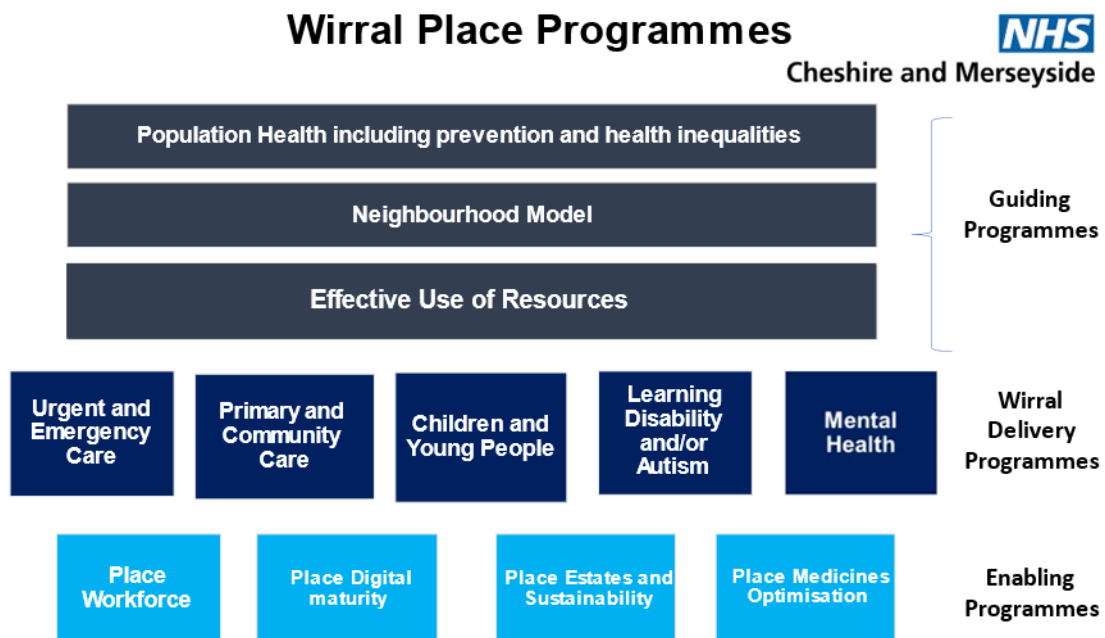 Wirral Place Programmes
NHS
Cheshire and Merseyside
Population Health including prevention and health inequalities
Neighbourhood Model
Effective Use of Resources
Guiding
Programmes
Urgent and
Emergency
Care
Primary and
Community
Care
Children and
Young People
Learning
Disability
and/or
Autism
Mental
Health
Wirral
Delivery
Programmes
Place
Workforce
Place Digital
maturity
Place Estates and
Sustainability
Place Medicines
Optimisation
Enabling
Programmes